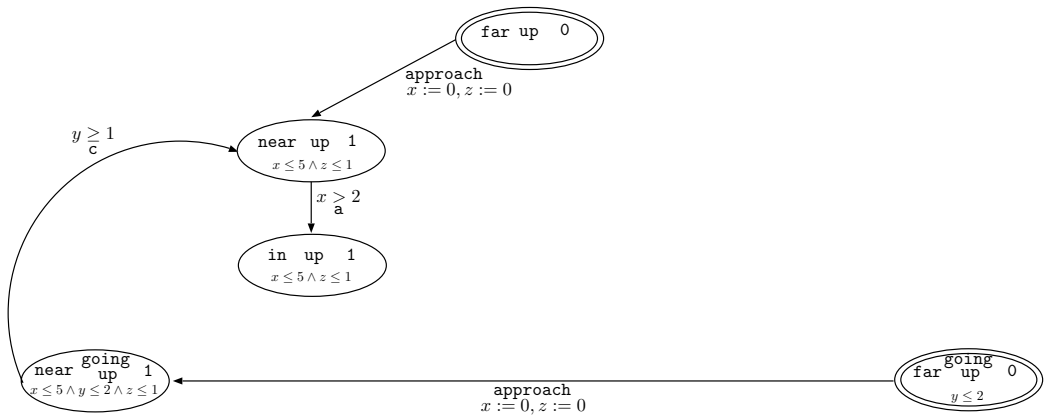 far up 0
approach
x := 0, z := 0
y ≥ 1
c
near up 1
x ≤ 5 ∧ z ≤ 1
x > 2
a
in up 1
x ≤ 5 ∧ z ≤ 1
going
near up 1
x ≤ 5 ∧ y ≤ 2 ∧ z ≤ 1
approach
x := 0, z := 0
going
far up 0
y ≤ 2